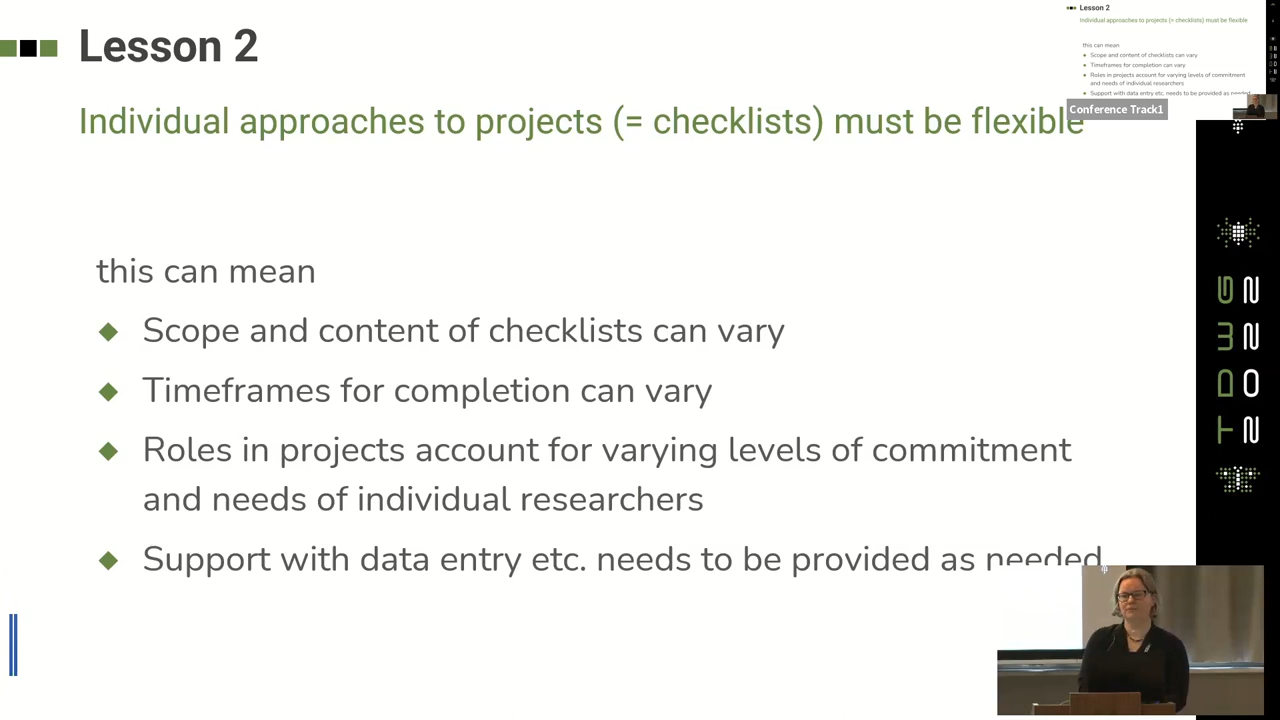 Lesson 2
Individual approaches to projects (= checklists) must be flexible
this can mean
Scope and content of checklists can vary
Timeframes for completion can vary
Roles in projects account for varying levels of commitment
and needs of individual researchers
Support with data entry etc. needs to be provided as needed
Lesson 2
Individual approaches to projects (= checklists) must be flexible
this can mean
Scope and content of checklists can vary
Timeframes for completion can vary
Roles in projects account for varying levels of commitment
and needs of individual researchers
Support with data entry etc. needs to be provided as needed
Conference Track1
TDWG
2022